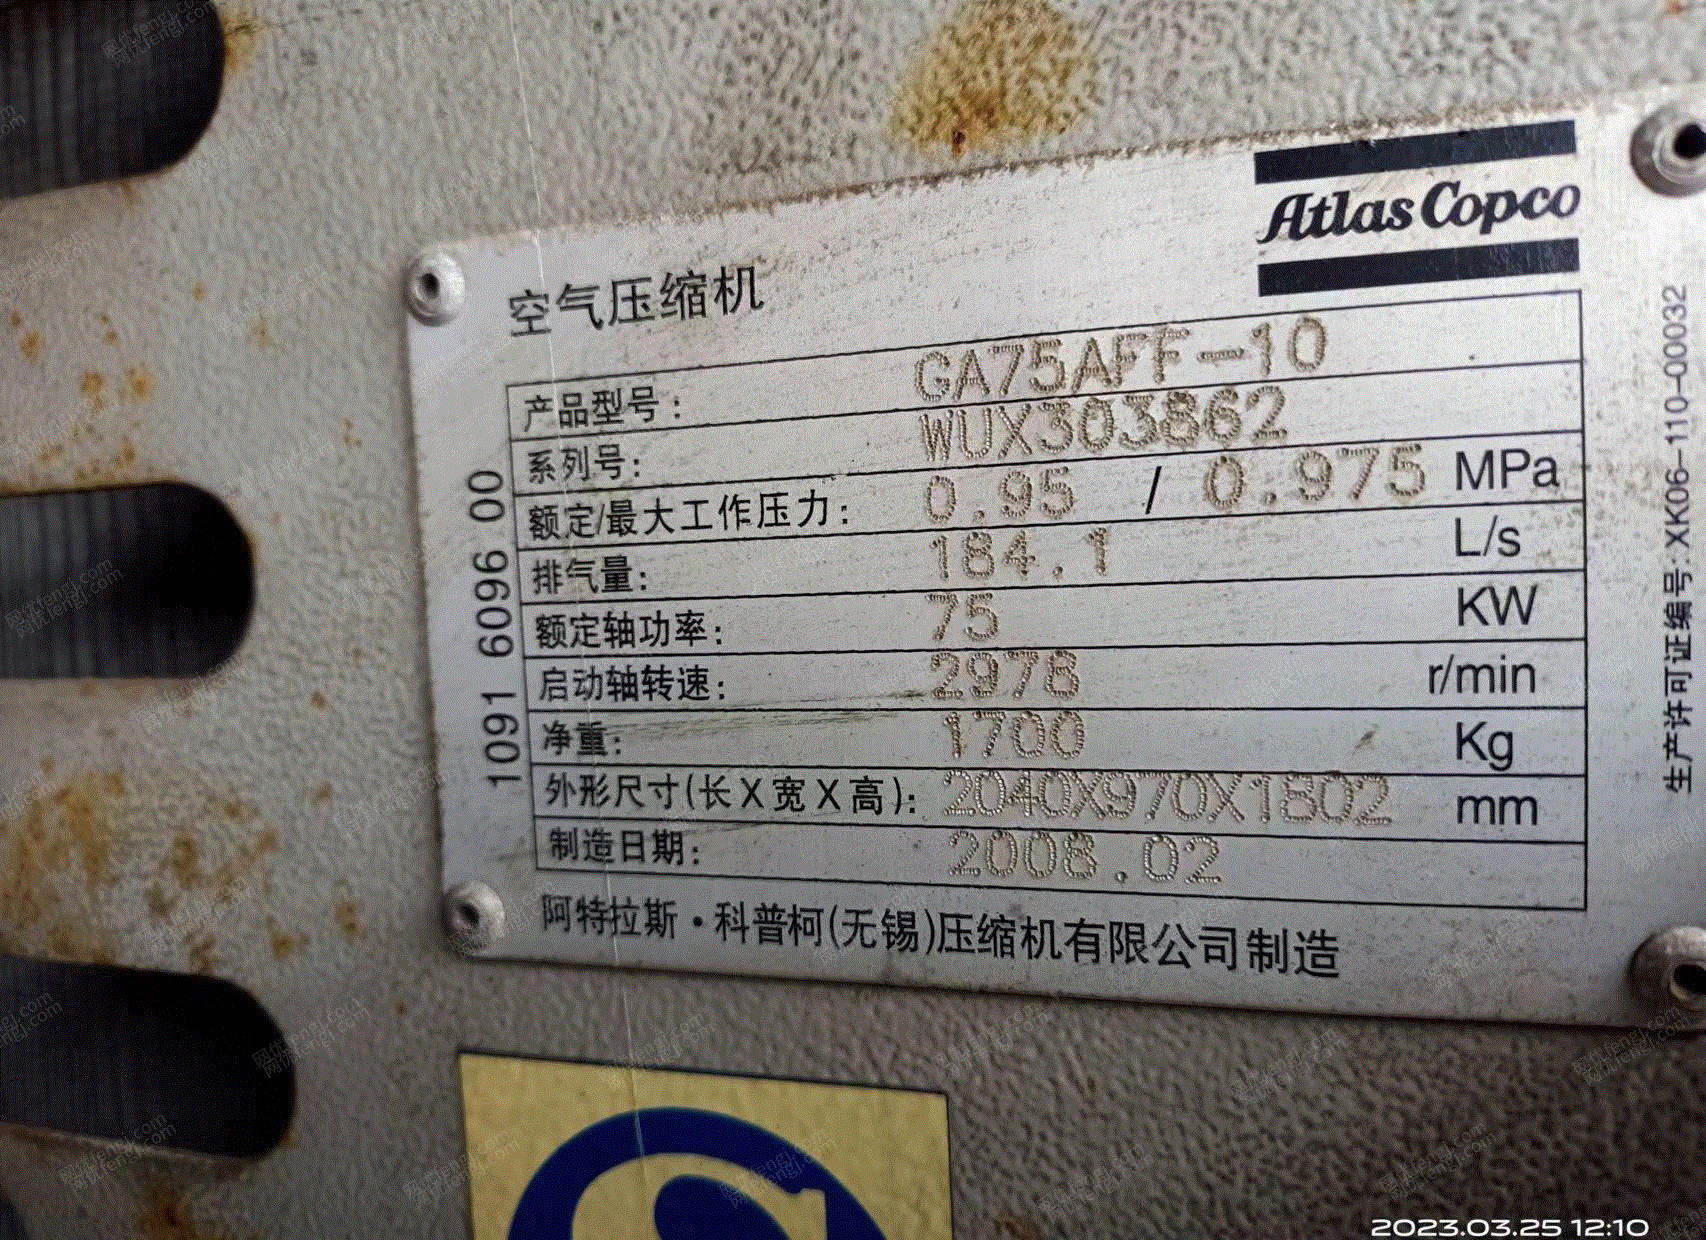 Atlas Copco
空气压缩机
产品型号: GA75AFF-10
系列号: WUX303862
额定/最大工作压力: 0.95 / 0.975 MPa
排气量: 184.1 L/s
额定轴功率: 75 KW
启动轴转速: 2978 r/min
净重: 1700 Kg
外形尺寸(长X宽X高): 2040X970X1802 mm
制造日期: 2008.02
阿特拉斯·科普柯(无锡)压缩机有限公司制造
1091 6096 00
生产许可证编号: XK06-110-00032
2023.03.25 12:10